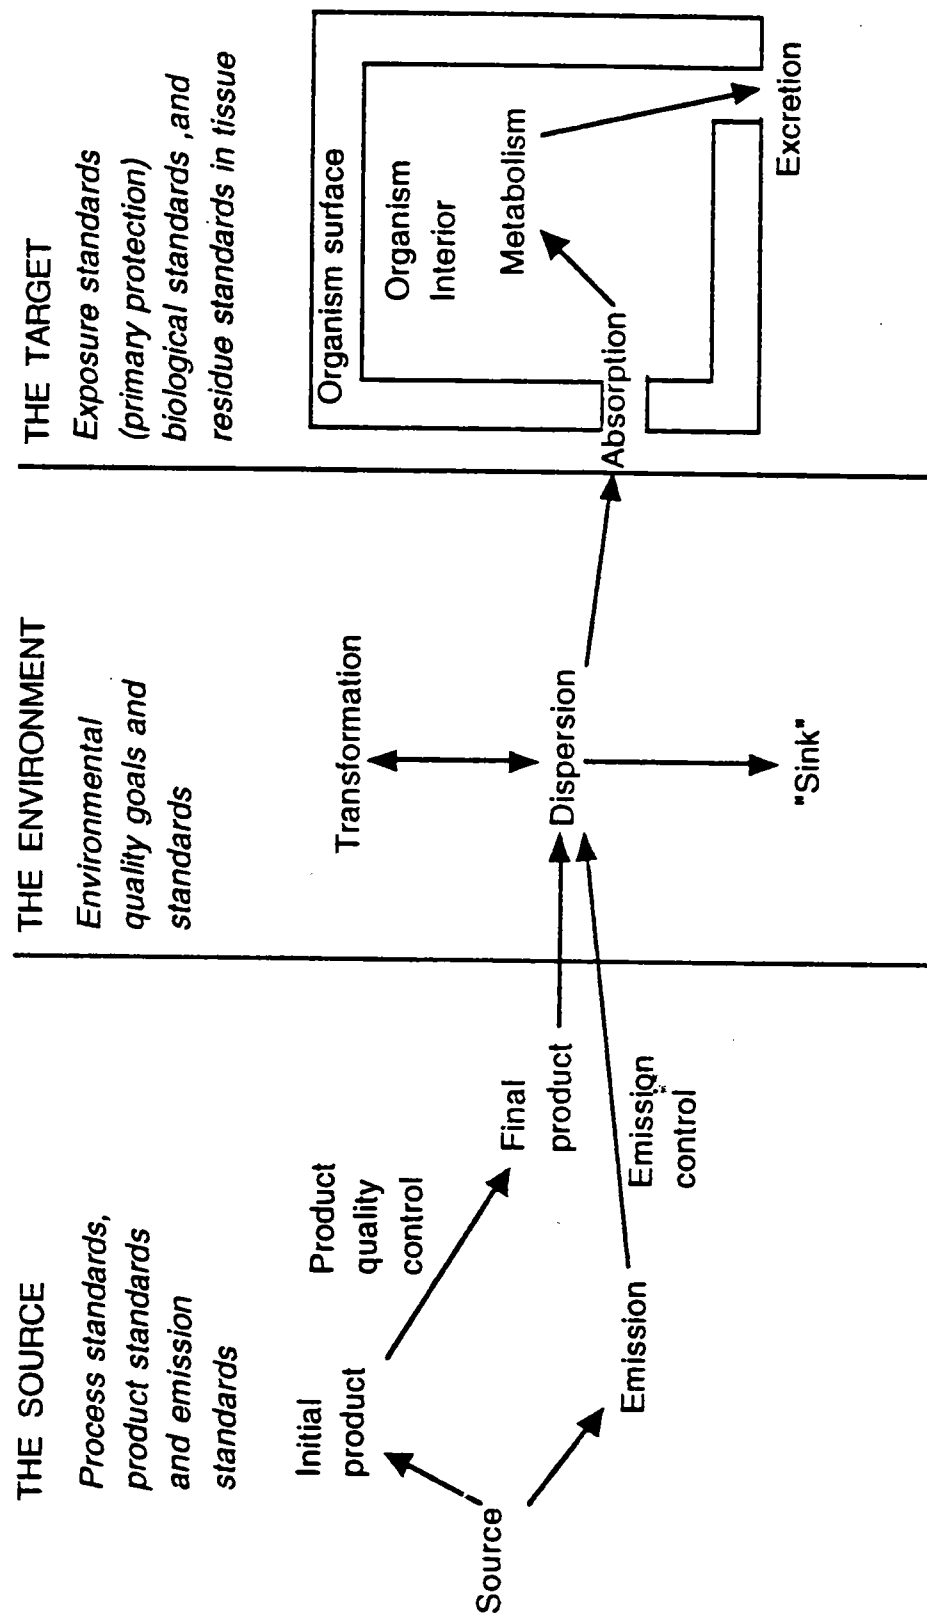 THE SOURCE
Process standards,
product standards
and emission
standards
Initial
product
Product
quality
control
Source
Final
product
Emission
Emission
control
THE ENVIRONMENT
Environmental
quality goals and
standards
Transformation
Dispersion
"Sink"
THE TARGET
Exposure standards
(primary protection)
biological standards ,and
residue standards in tissue
Organism surface
Organism
Interior
Metabolism
Absorption
Excretion